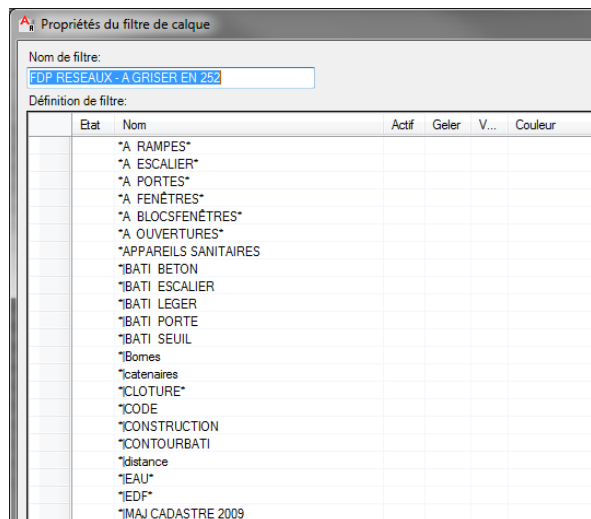 Propriétés du filtre de calque
Nom de filtre:
FDP RESEAUX - A GRISER EN 252
Définition de filtre:
Etat Nom Actif Geler V... Couleur
*A RAMPES*
*A ESCALIER*
*A PORTES*
*A FENÊTRES*
*A BLOCSFENÊTRES*
*A OUVERTURES*
*APPAREILS SANITAIRES
*|BATI BETON
*|BATI ESCALIER
*|BATI LEGER
*|BATI PORTE
*|BATI SEUIL
*|Bornes
*|catenaires
*|CLOTURE*
*|CODE
*|CONSTRUCTION
*|CONTOURBATI
*|distance
*|EAU*
*|EDF*
*|MAJ CADASTRE 2009